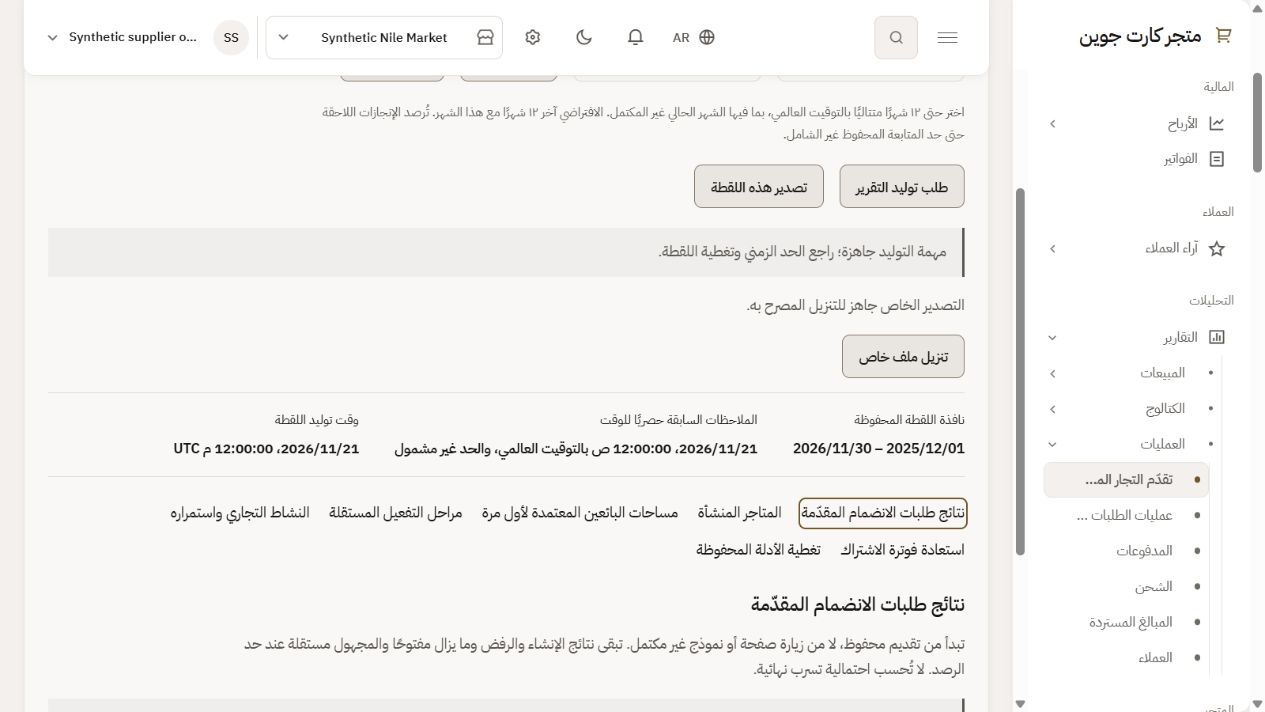 متجر كارت جوين
المالية
الأرباح
الفواتير
العملاء
آراء العملاء
التحليلات
التقارير
المبيعات
الكتالوج
العمليات
تقدّم التجار المـ...
عمليات الطلبات ...
المدفوعات
الشحن
المبالغ المستردة
العملاء
AR
Synthetic Nile Market
SS
Synthetic supplier o...
اختر حتى ١٢ شهرًا متتاليًا بالتوقيت العالمي، بما فيها الشهر الحالي غير المكتمل. الافتراضي آخر ١٢ شهرًا مع هذا الشهر. تُرصد الإنجازات اللاحقة
حتى حد المتابعة المحفوظ غير الشامل.
طلب توليد التقرير
تصدير هذه اللقطة
مهمة التوليد جاهزة؛ راجع الحد الزمني وتغطية اللقطة.
التصدير الخاص جاهز للتنزيل المصرح به.
تنزيل ملف خاص
نافذة اللقطة المحفوظة
2025/12/01 – 2026/11/30
الملاحظات السابقة حصريًا للوقت
2026/11/21، 12:00:00 ص بالتوقيت العالمي، والحد غير مشمول
وقت توليد اللقطة
2026/11/21، 12:00:00 م UTC
نتائج طلبات الانضمام المقدّمة
المتاجر المنشأة
مساحات البائعين المعتمدة لأول مرة
مراحل التفعيل المستقلة
النشاط التجاري واستمراره
استعادة فوترة الاشتراك
تغطية الأدلة المحفوظة
نتائج طلبات الانضمام المقدّمة
تبدأ من تقديم محفوظ، لا من زيارة صفحة أو نموذج غير مكتمل. تبقى نتائج الإنشاء والرفض وما يزال مفتوحًا والمجهول مستقلة عند حد
الرصد. لا تُحسب احتمالية تسرب نهائية.